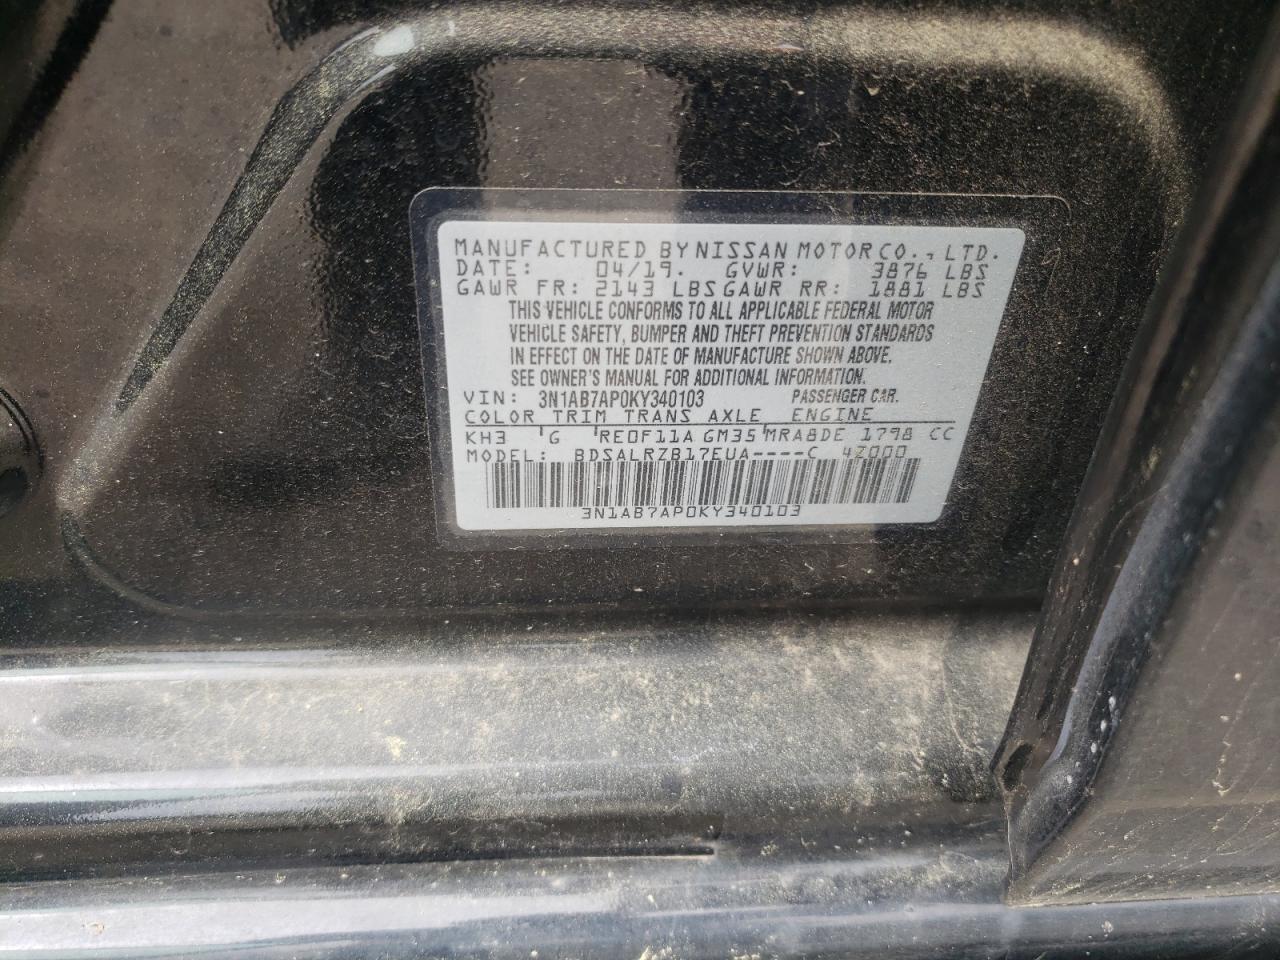 MANUFACTURED BY NISSAN MOTOR CO., LTD.
DATE: 04/19. GVWR: 3876 LBS
GAWR FR: 2143 LBS GAWR RR: 1881 LBS
THIS VEHICLE CONFORMS TO ALL APPLICABLE FEDERAL MOTOR
VEHICLE SAFETY, BUMPER AND THEFT PREVENTION STANDARDS
IN EFFECT ON THE DATE OF MANUFACTURE SHOWN ABOVE.
SEE OWNER'S MANUAL FOR ADDITIONAL INFORMATION.
VIN: 3N1AB7AP0KY340103 PASSENGER CAR.
COLOR TRIM TRANS AXLE ENGINE
KH3 G RE0F11A GM35 MRA8DE 1798 CC
MODEL: BDSALRZB17EUA----C 4Z000
3N1AB7AP0KY340103